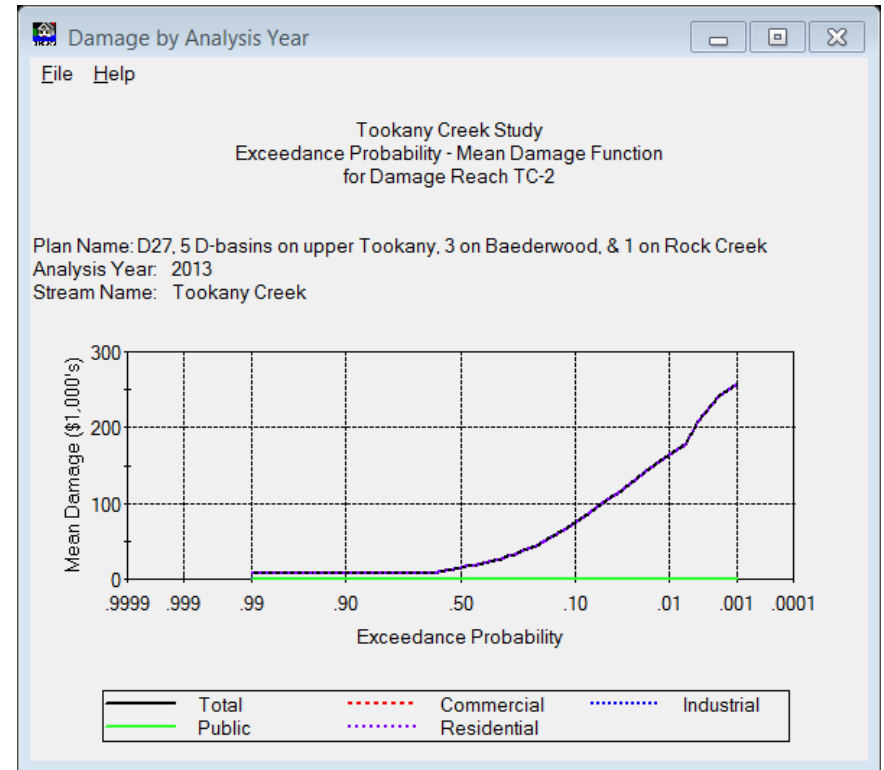 Damage by Analysis Year
File Help
Tookany Creek Study
Exceedance Probability - Mean Damage Function
for Damage Reach TC-2
Plan Name: D27, 5 D-basins on upper Tookany, 3 on Baederwood, & 1 on Rock Creek
Analysis Year: 2013
Stream Name: Tookany Creek
Mean Damage ($1,000's)
300
200
100
0
.9999 .999 .99 .90 .50 .10 .01 .001 .0001
Exceedance Probability
Total Commercial Industrial
Public Residential